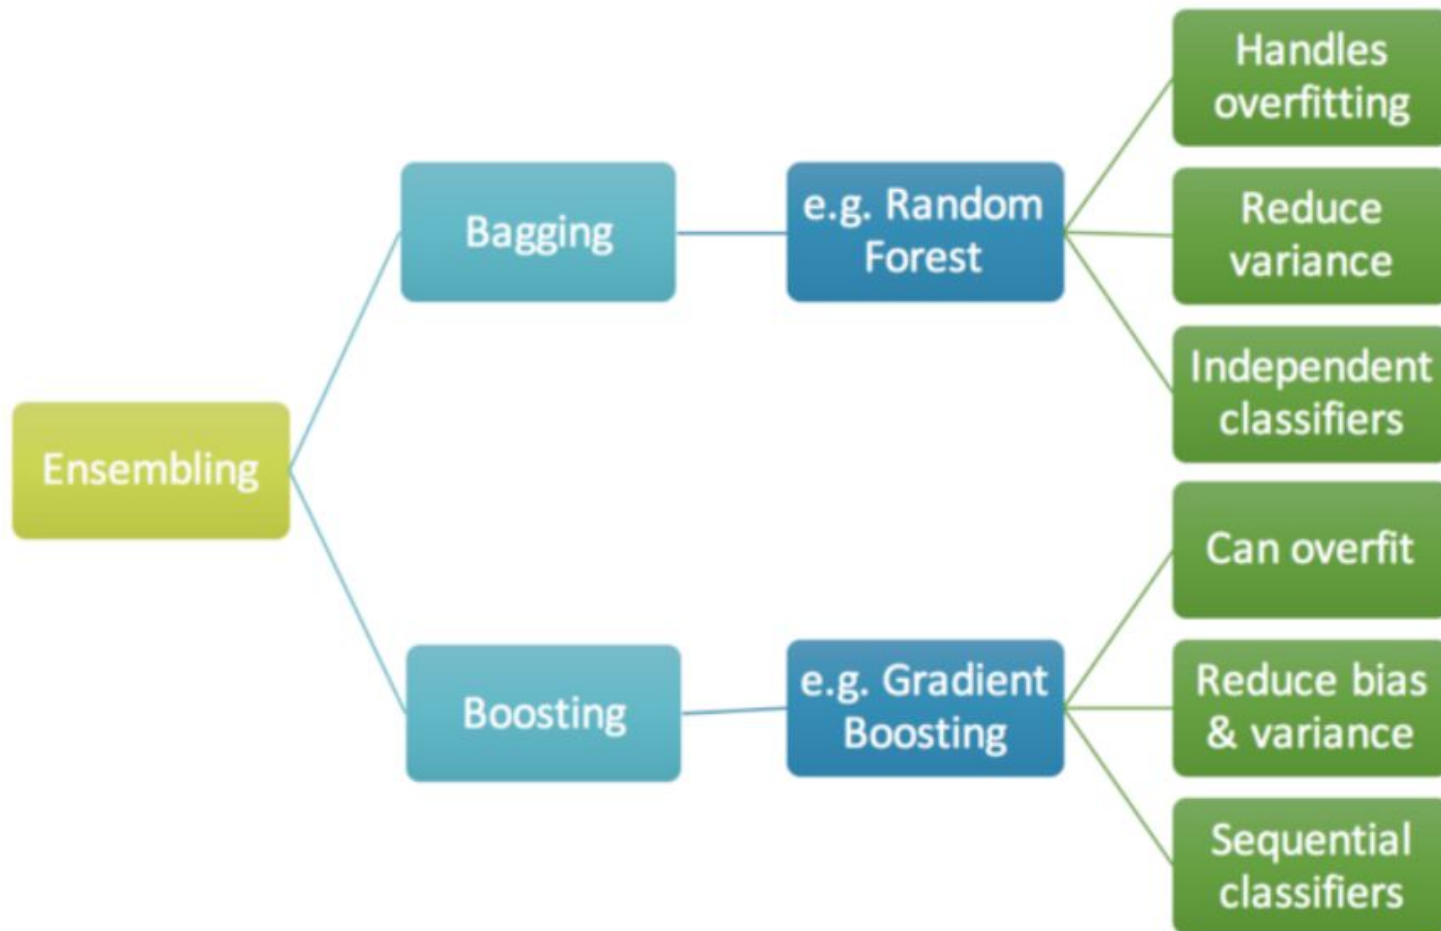 Handles
overfitting
Bagging
e.g. Random
Forest
Reduce
variance
Independent
classifiers
Ensembling
Can overfit
Boosting
e.g. Gradient
Boosting
Reduce bias
& variance
Sequential
classifiers